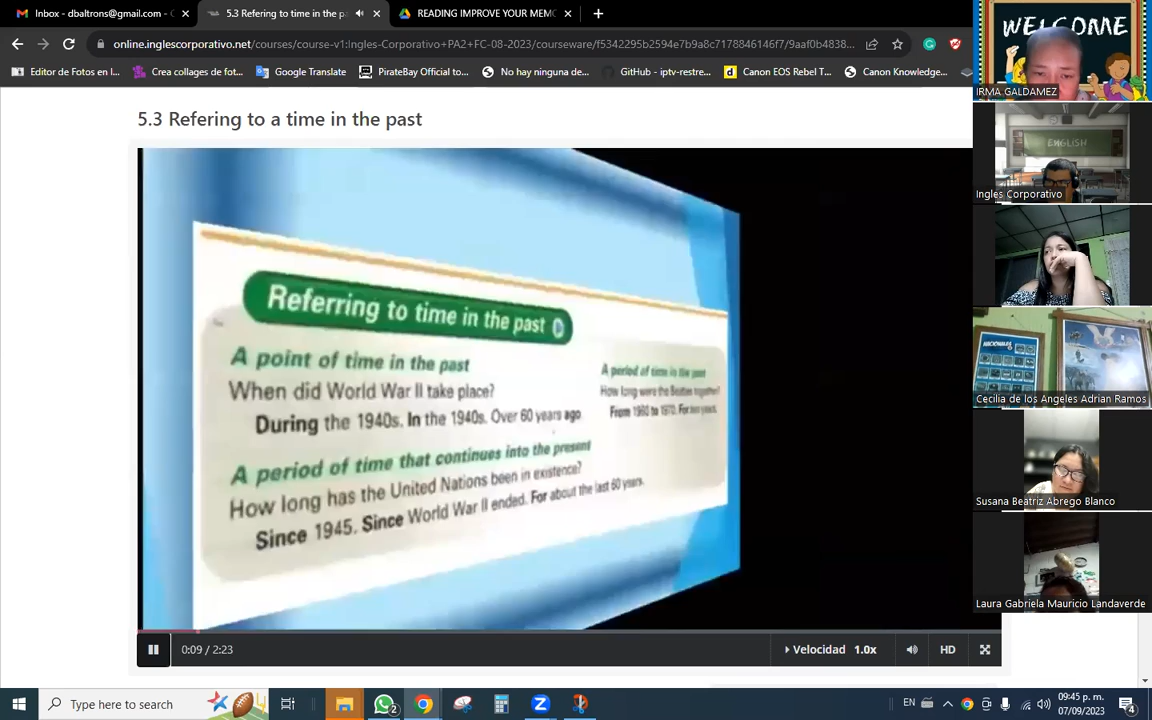 Inbox - dbaltrons@gmail.com - 
5.3 Referring to time in the p
READING IMPROVE YOUR MEM
online.inglescorporativo.net/courses/course-v1:Ingles-Corporativo+PA2+FC-08-2023/courseware/f5342295b2594e7b9a8c7178846146f7/9aaf0b4838...
Editor de Fotos en l...
Crea collages de fot...
Google Translate
PirateBay Official to...
No hay ninguna de...
GitHub - iptv-restre...
Canon EOS Rebel T...
Canon Knowledge...
5.3 Refering to a time in the past
Referring to time in the past
A point of time in the past
When did World War II take place?
During the 1940s. In the 1940s. Over 60 years ago
A period of time in the past
How long were the Beatles together?
From 1960 to 1970. For ten years.
A period of time that continues into the present
How long has the United Nations been in existence?
Since 1945. Since World War II ended. For about the last 60 years.
0:09 / 2:23
Velocidad 1.0x
HD
WELCOME
IRMA GALDAMEZ
ENGLISH
Ingles Corporativo
NACIONALES
Cecilia de los Angeles Adrian Ramos
Susana Beatriz Abrego Blanco
Laura Gabriela Mauricio Landaverde
Type here to search
2
EN
09:45 p. m.
07/09/2023
4